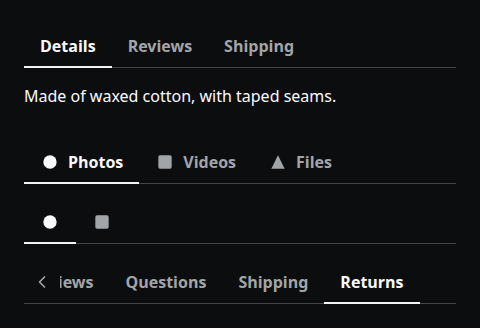 Details Reviews Shipping
Made of waxed cotton, with taped seams.
Photos Videos Files
iews Questions Shipping Returns